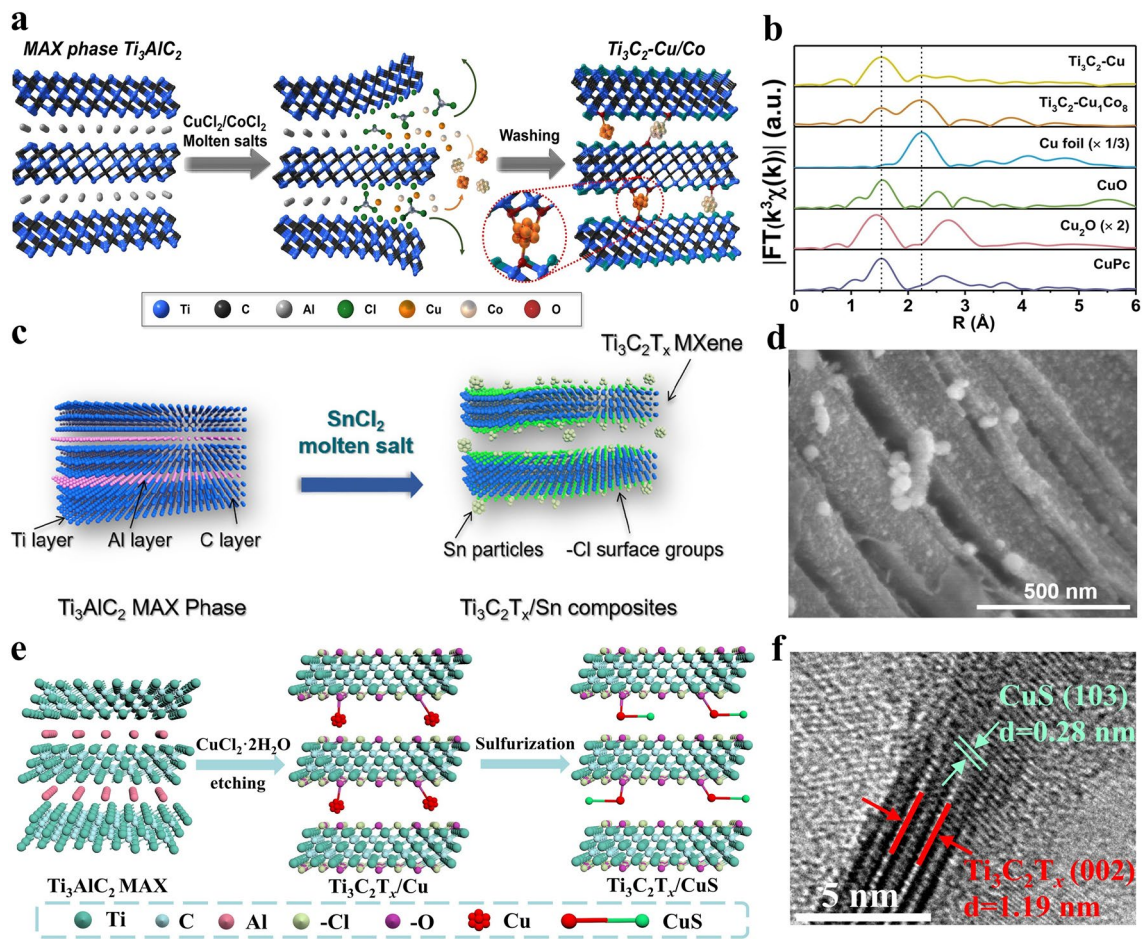 a
MAX phase Ti₃AlC₂
Ti₃C₂-Cu/Co
CuCl₂/CoCl₂
Molten salts
Washing
Ti
C
Al
Cl
Cu
Co
O
b
|FT(k³χ(k))| (a.u.)
Ti₃C₂-Cu
Ti₃C₂-Cu₁Co₈
Cu foil (× 1/3)
CuO
Cu₂O (× 2)
CuPc
0 1 2 3 4 5 6
R (Å)
c
Ti₃C₂Tₓ MXene
SnCl₂
molten salt
Ti layer
Al layer
C layer
Sn particles
-Cl surface groups
Ti₃AlC₂ MAX Phase
Ti₃C₂Tₓ/Sn composites
d
500 nm
e
CuCl₂·2H₂O
etching
Sulfurization
Ti₃AlC₂ MAX
Ti₃C₂Tₓ/Cu
Ti₃C₂Tₓ/CuS
Ti
C
Al
-Cl
-O
Cu
CuS
f
CuS (103)
d=0.28 nm
Ti₃C₂Tₓ (002)
d=1.19 nm
5 nm